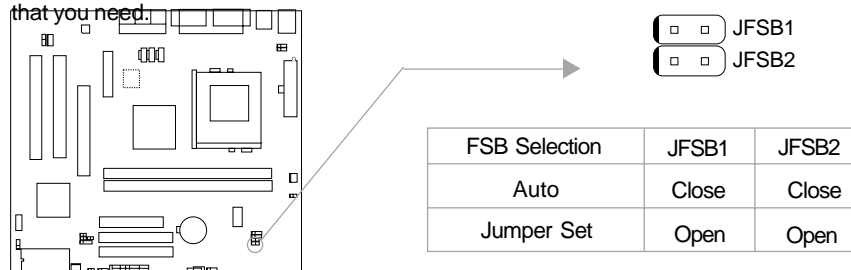 that you need.
JFSB1
JFSB2
FSB Selection JFSB1 JFSB2
Auto Close Close
Jumper Set Open Open